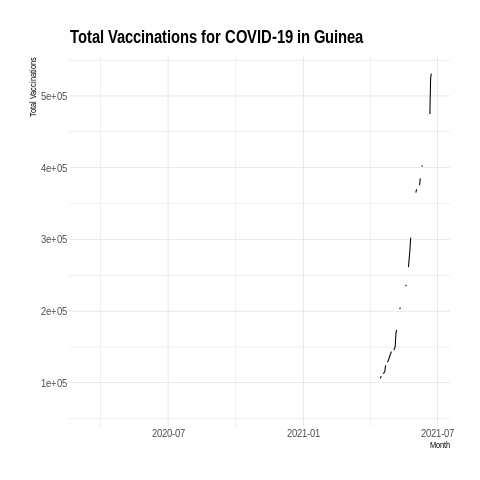 Total Vaccinations for COVID-19 in Guinea
Total Vaccinations
5e+05
4e+05
3e+05
2e+05
1e+05
2020-07
2021-01
2021-07
Month